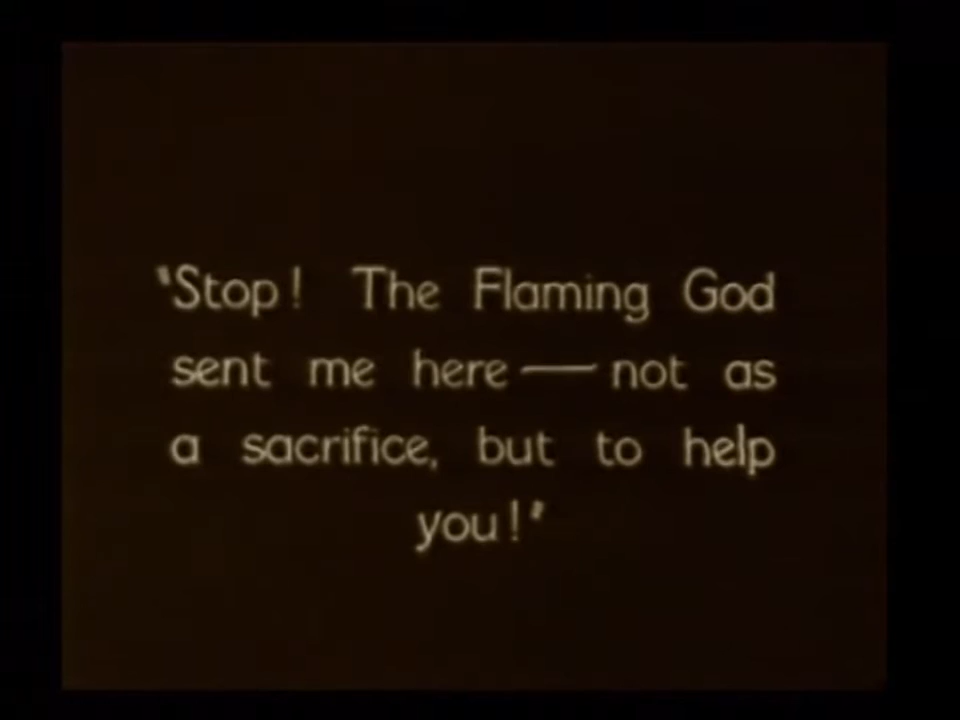 "Stop! The Flaming God
sent me here — not as
a sacrifice, but to help
you!"